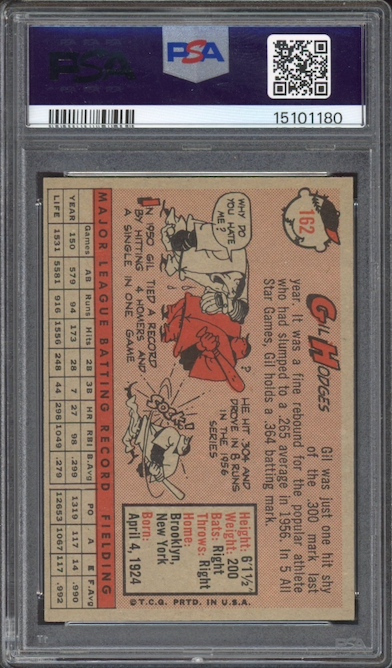 PSA
PSA
15101180
162
GIL HODGES
Gil was just one hit shy
of the .300 mark last
year. It was a fine rebound for the popular athlete
who had slumped to a .265 average in 1956. In 5 All
Star Games, Gil holds a .364 batting mark.
WHY DO
YOU HATE
ME?
IN 1950 GIL TIED A RECORD
BY HITTING 4 HOMERS AND
A SINGLE IN ONE GAME
?
HE HIT .304 AND
DROVE IN 8 RUNS
IN THE 1956
SERIES
SOCK!
Height: 6'1½"
Weight: 200
Bats: Right
Throws: Right
Home:
Brooklyn,
New York
Born:
April 4, 1924
MAJOR LEAGUE BATTING RECORD FIELDING
Games AB Runs Hits 2B 3B HR RBI B.Avg PO A E F.Avg
YEAR 150 579 94 173 28 7 27 98 .299 1319 117 14 .990
LIFE 1531 5581 916 1596 248 44 298 1049 .279 12653 1067 117 .992
©T.C.G. PRTD. IN U.S.A.